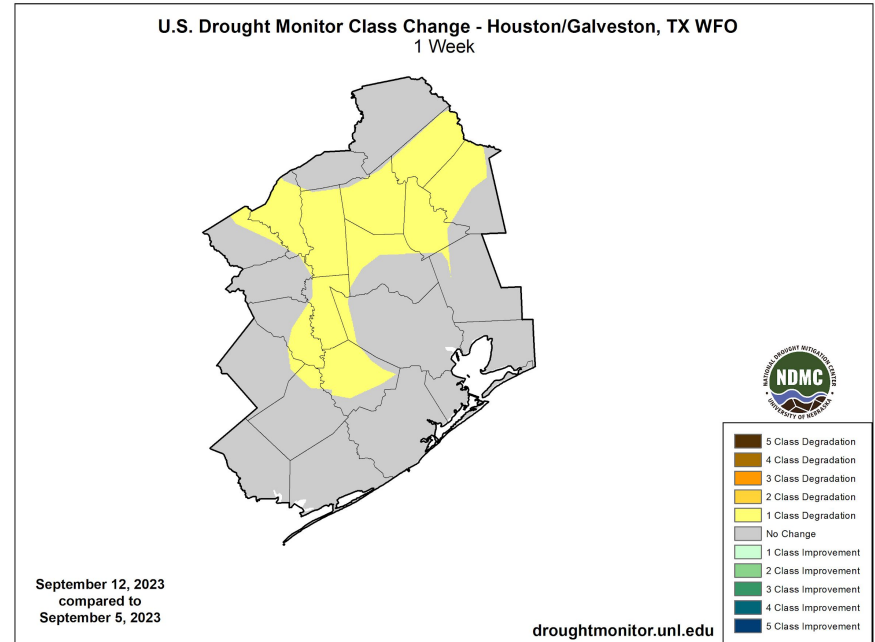 U.S. Drought Monitor Class Change - Houston/Galveston, TX WFO
1 Week
NATIONAL DROUGHT MITIGATION CENTER
NDMC
UNIVERSITY OF NEBRASKA
5 Class Degradation
4 Class Degradation
3 Class Degradation
2 Class Degradation
1 Class Degradation
No Change
1 Class Improvement
2 Class Improvement
3 Class Improvement
4 Class Improvement
5 Class Improvement
September 12, 2023
compared to
September 5, 2023
droughtmonitor.unl.edu